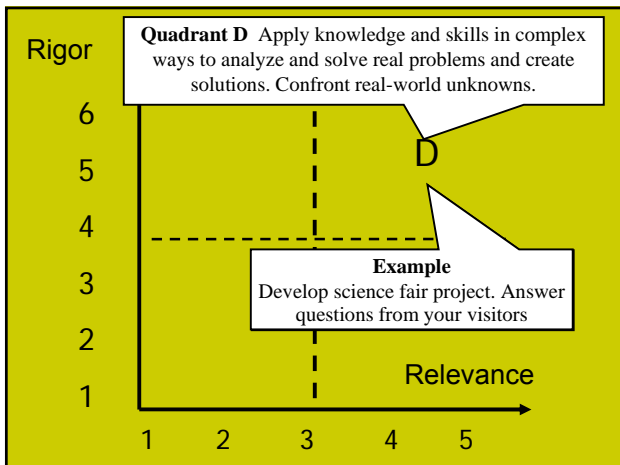 Quadrant D Apply knowledge and skills in complex
ways to analyze and solve real problems and create
solutions. Confront real-world unknowns.
Rigor
6
D
5
4
Example
Develop science fair project. Answer
questions from your visitors
3
2
Relevance
1
1 2 3 4 5